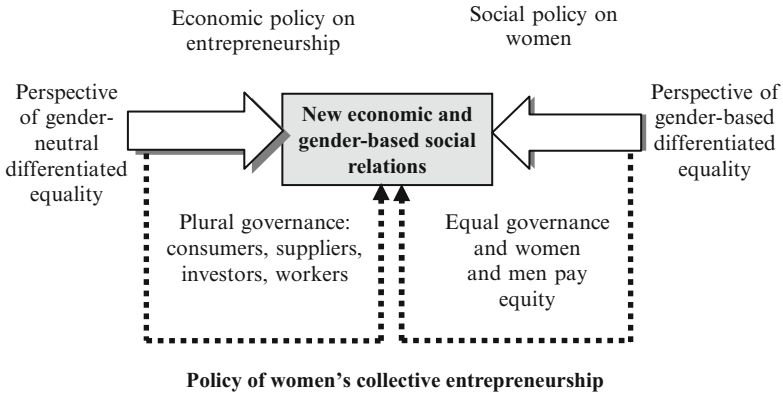 Economic policy on
entrepreneurship
Social policy on
women
Perspective
of gender-
neutral
differentiated
equality
New economic and
gender-based social
relations
Perspective of
gender-based
differentiated
equality
Plural governance:
consumers, suppliers,
investors, workers
Equal governance
and women
and men pay
equity
Policy of women's collective entrepreneurship